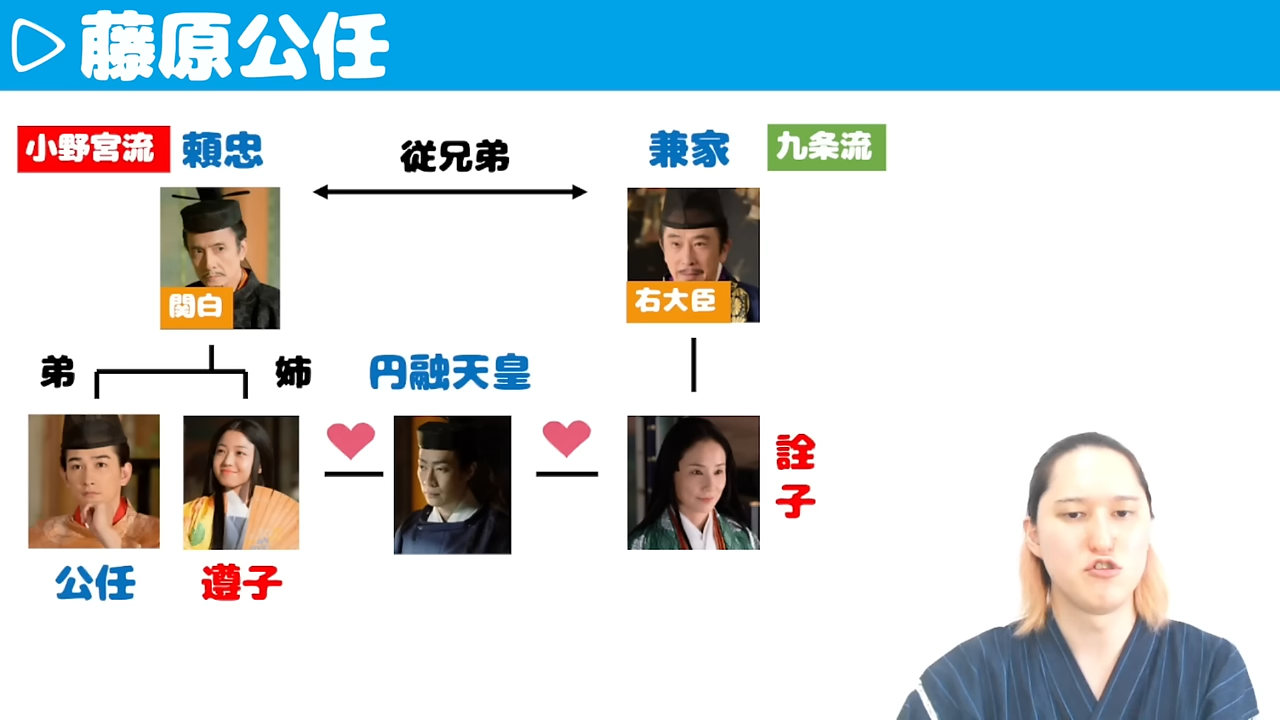 藤原公任
小野宮流
頼忠
従兄弟
兼家
九条流
関白
右大臣
弟
姉
円融天皇
詮子
公任
遵子